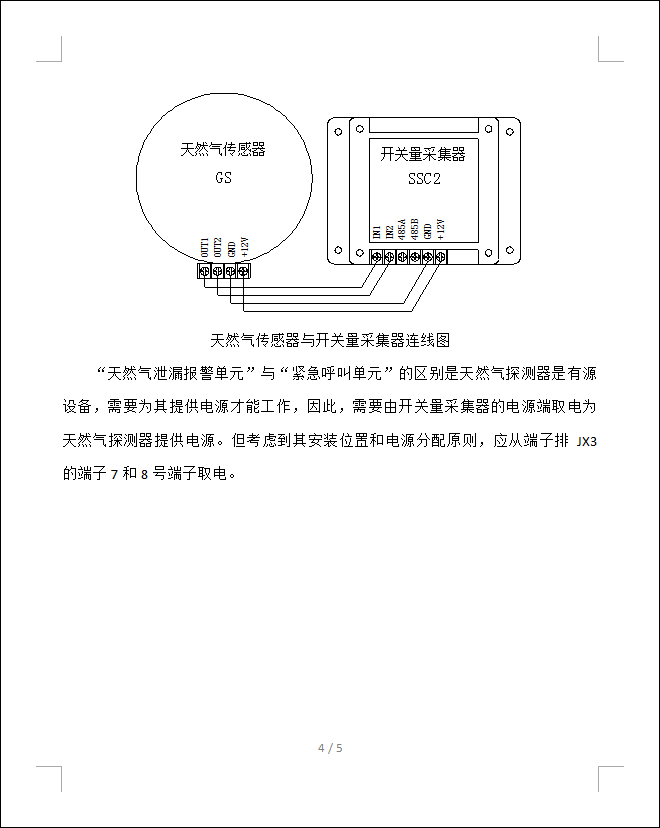 天然气传感器
GS
OUT1
OUT2
GND
+12V
开关量采集器
SSC2
IN1
IN2
485A
485B
GND
+12V
天然气传感器与开关量采集器连线图
“天然气泄漏报警单元”与“紧急呼叫单元”的区别是天然气探测器是有源
设备，需要为其提供电源才能工作，因此，需要由开关量采集器的电源端取电为
天然气探测器提供电源。但考虑到其安装位置和电源分配原则，应从端子排 JX3
的端子 7 和 8 号端子取电。
4 / 5